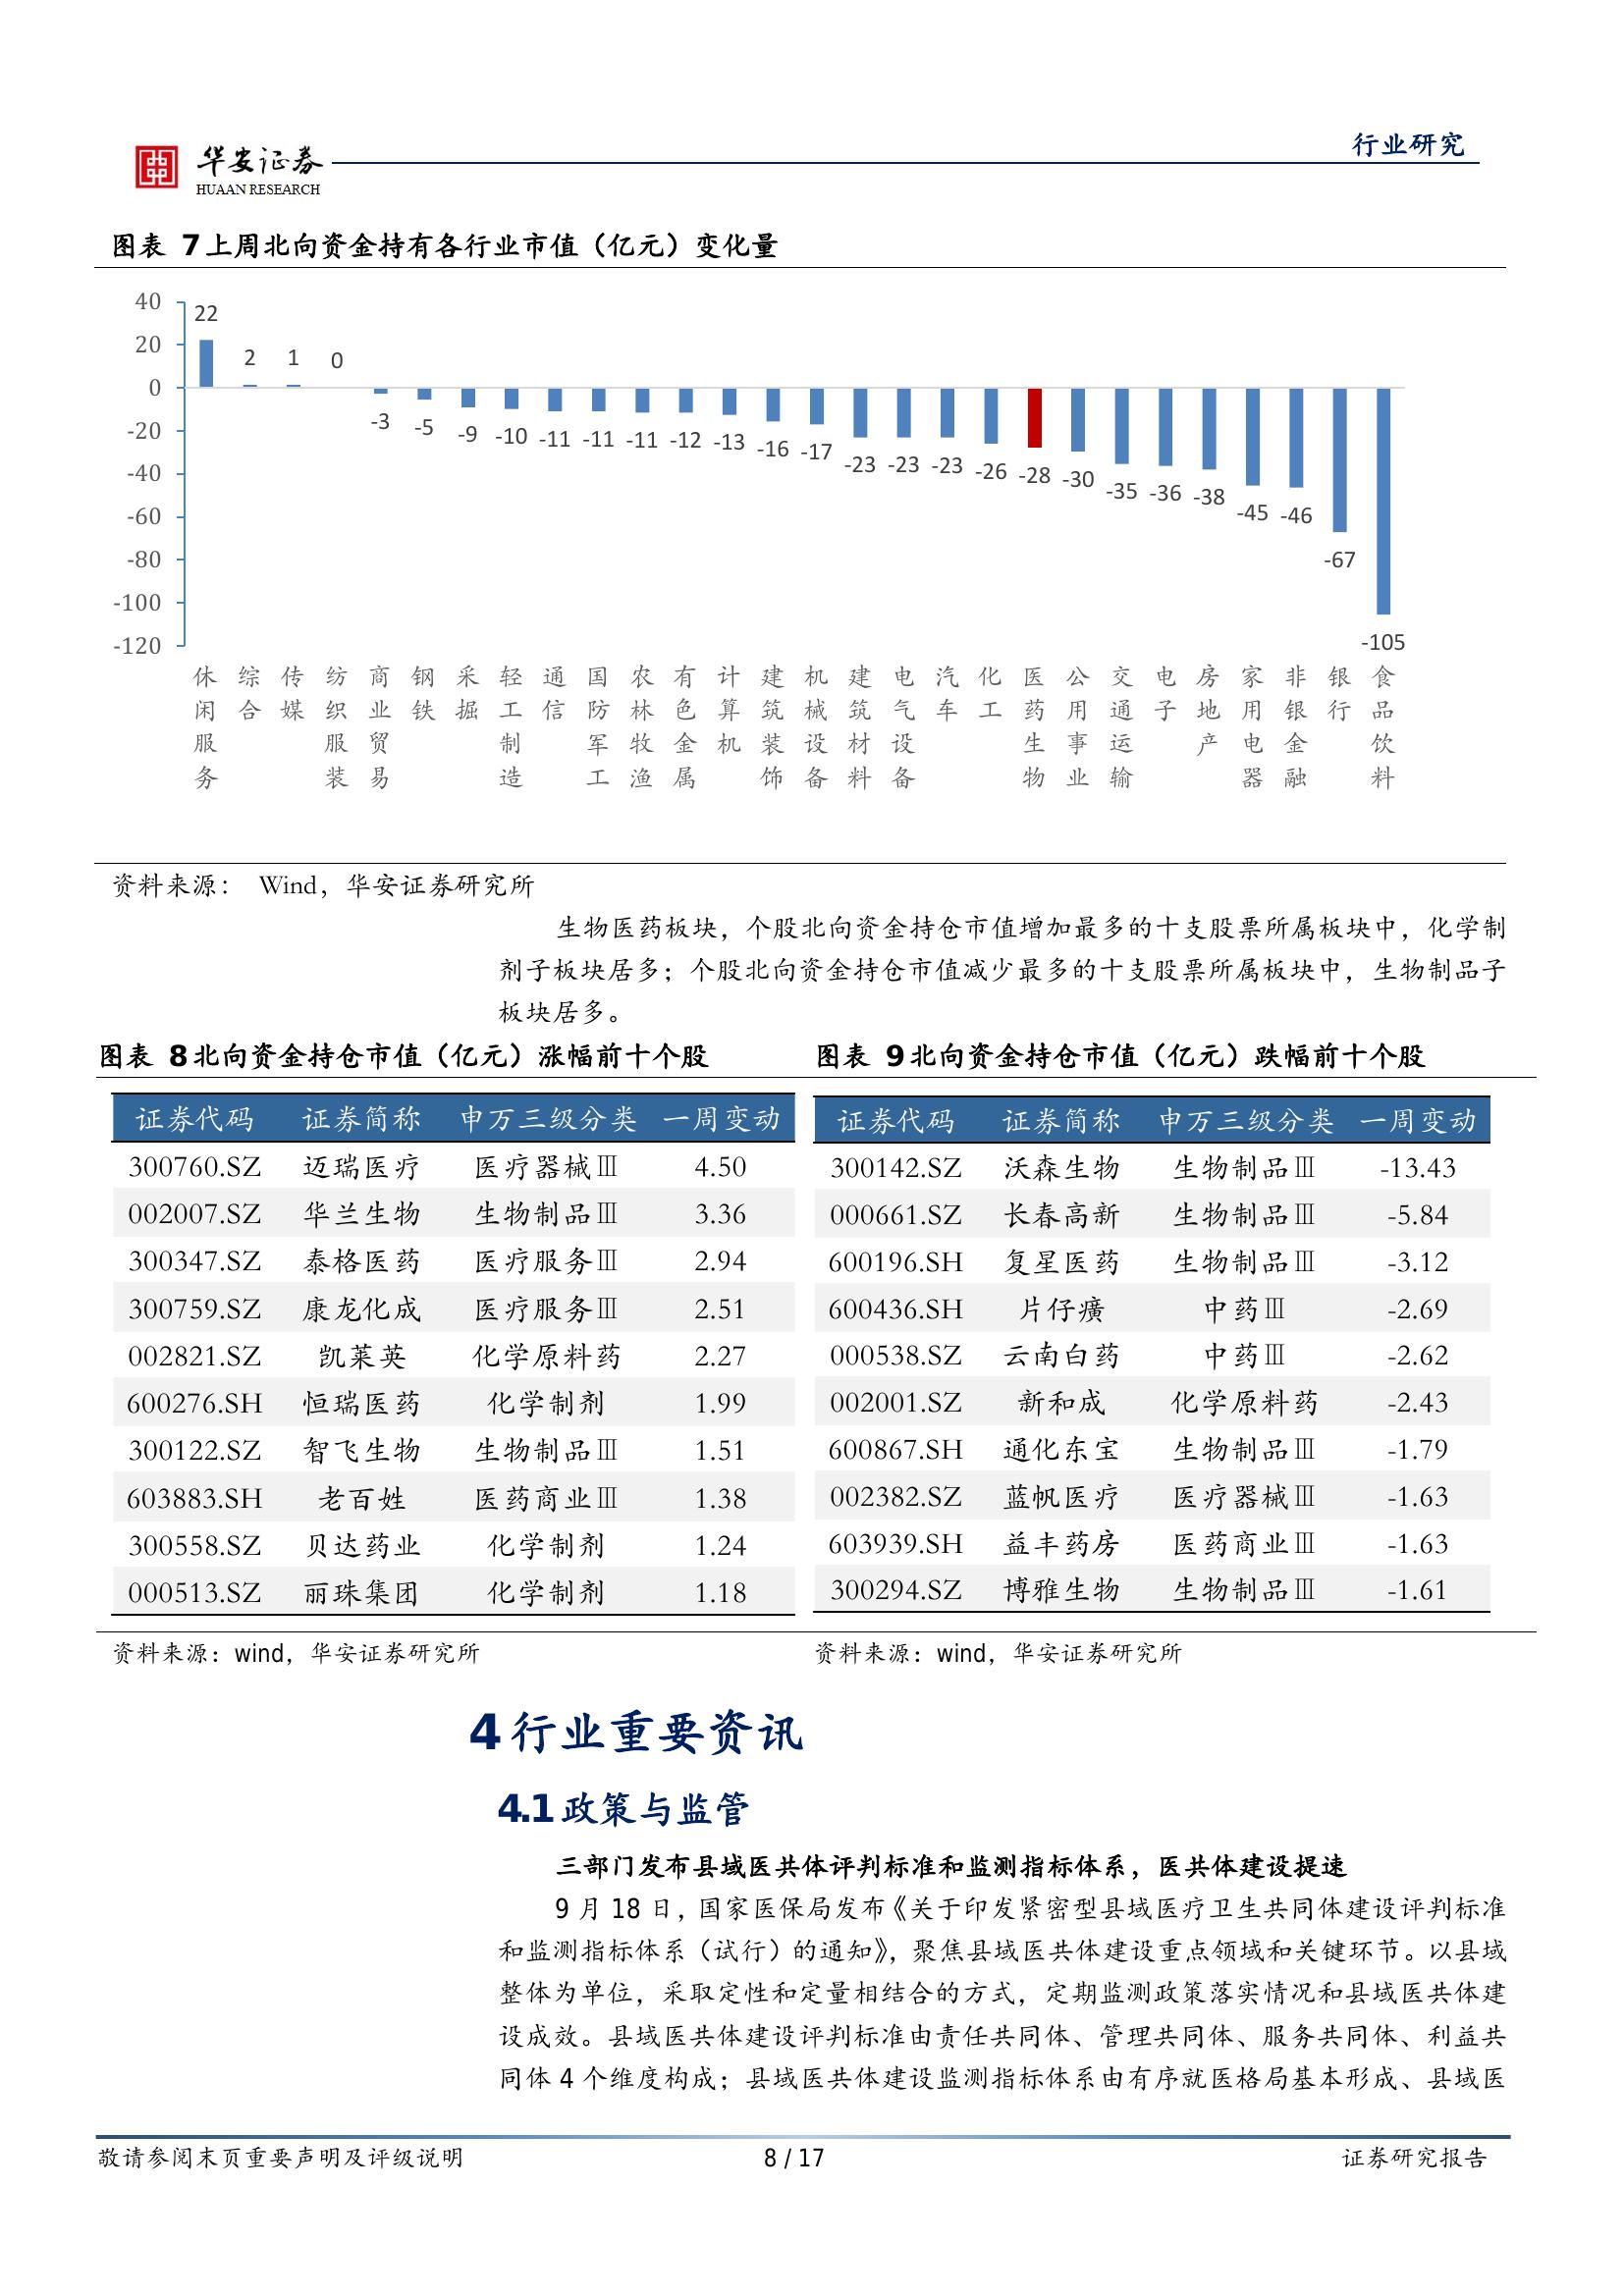 华安证券
HUAAN RESEARCH
行业研究
图表 7 上周北向资金持有各行业市值（亿元）变化量
40
20
0
-20
-40
-60
-80
-100
-120
22 2 1 0 -3 -5 -9 -10 -11 -11 -11 -12 -13 -16 -17 -23 -23 -23 -26 -28 -30 -35 -36 -38 -45 -46 -67 -105
休闲服务 综合 传媒 纺织服装 商业贸易 钢铁 采掘 轻工制造 通信 国防军工 农林牧渔 有色金属 计算机 建筑装饰 机械设备 建筑材料 电气设备 汽车 化工 医药生物 公用事业 交通运输 电子 房地产 家用电器 非银金融 银行 食品饮料
资料来源： Wind，华安证券研究所
生物医药板块，个股北向资金持仓市值增加最多的十支股票所属板块中，化学制
剂子板块居多；个股北向资金持仓市值减少最多的十支股票所属板块中，生物制品子
板块居多。
图表 8 北向资金持仓市值（亿元）涨幅前十个股
证券代码 证券简称 申万三级分类 一周变动
300760.SZ 迈瑞医疗 医疗器械Ⅲ 4.50
002007.SZ 华兰生物 生物制品Ⅲ 3.36
300347.SZ 泰格医药 医疗服务Ⅲ 2.94
300759.SZ 康龙化成 医疗服务Ⅲ 2.51
002821.SZ 凯莱英 化学原料药 2.27
600276.SH 恒瑞医药 化学制剂 1.99
300122.SZ 智飞生物 生物制品Ⅲ 1.51
603883.SH 老百姓 医药商业Ⅲ 1.38
300558.SZ 贝达药业 化学制剂 1.24
000513.SZ 丽珠集团 化学制剂 1.18
资料来源：wind，华安证券研究所
图表 9 北向资金持仓市值（亿元）跌幅前十个股
证券代码 证券简称 申万三级分类 一周变动
300142.SZ 沃森生物 生物制品Ⅲ -13.43
000661.SZ 长春高新 生物制品Ⅲ -5.84
600196.SH 复星医药 生物制品Ⅲ -3.12
600436.SH 片仔癀 中药Ⅲ -2.69
000538.SZ 云南白药 中药Ⅲ -2.62
002001.SZ 新和成 化学原料药 -2.43
600867.SH 通化东宝 生物制品Ⅲ -1.79
002382.SZ 蓝帆医疗 医疗器械Ⅲ -1.63
603939.SH 益丰药房 医药商业Ⅲ -1.63
300294.SZ 博雅生物 生物制品Ⅲ -1.61
资料来源：wind，华安证券研究所
4 行业重要资讯
4.1 政策与监管
三部门发布县域医共体评判标准和监测指标体系，医共体建设提速
9 月 18 日，国家医保局发布《关于印发紧密型县域医疗卫生共同体建设评判标准
和监测指标体系（试行）的通知》，聚焦县域医共体建设重点领域和关键环节。以县域
整体为单位，采取定性和定量相结合的方式，定期监测政策落实情况和县域医共体建
设成效。县域医共体建设评判标准由责任共同体、管理共同体、服务共同体、利益共
同体 4 个维度构成；县域医共体建设监测指标体系由有序就医格局基本形成、县域医
敬请参阅末页重要声明及评级说明
8 / 17
证券研究报告